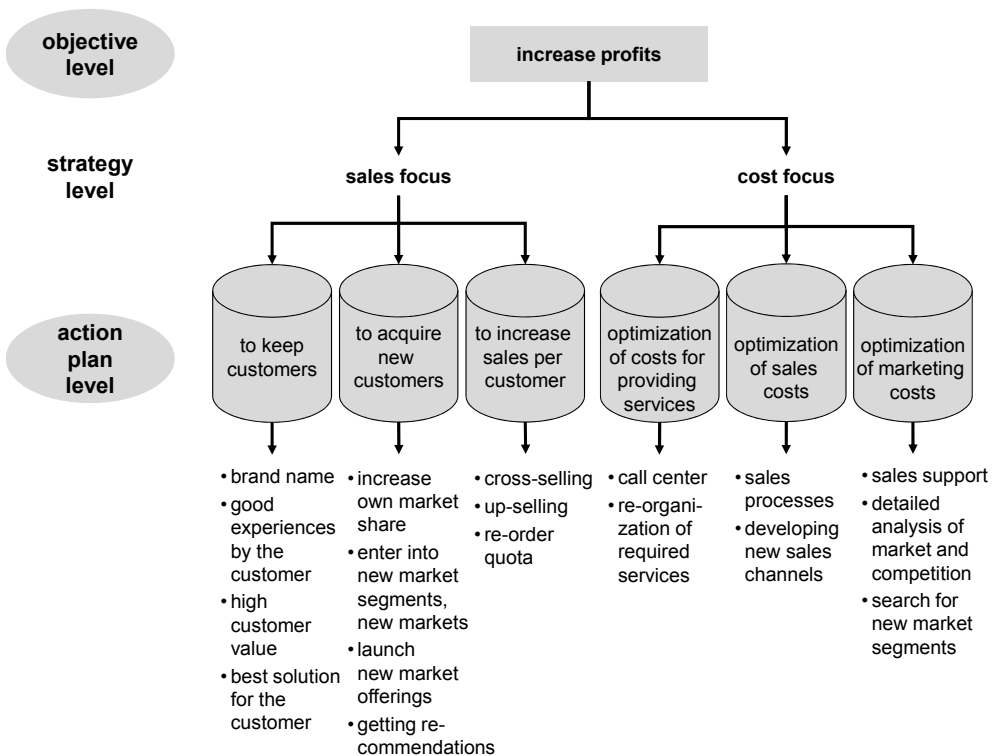 objective
level
increase profits
strategy
level
sales focus
cost focus
action
plan
level
to keep
customers
to acquire
new
customers
to increase
sales per
customer
optimization
of costs for
providing
services
optimization
of sales
costs
optimization
of marketing
costs
• brand name
• good
experiences
by the
customer
• high
customer
value
• best solution
for the
customer
• increase
own market
share
• enter into
new market
segments,
new markets
• launch
new market
offerings
• getting re-
commendations
• cross-selling
• up-selling
• re-order
quota
• call center
• re-organi-
zation of
required
services
• sales
processes
• developing
new sales
channels
• sales support
• detailed
analysis of
market and
competition
• search for
new market
segments